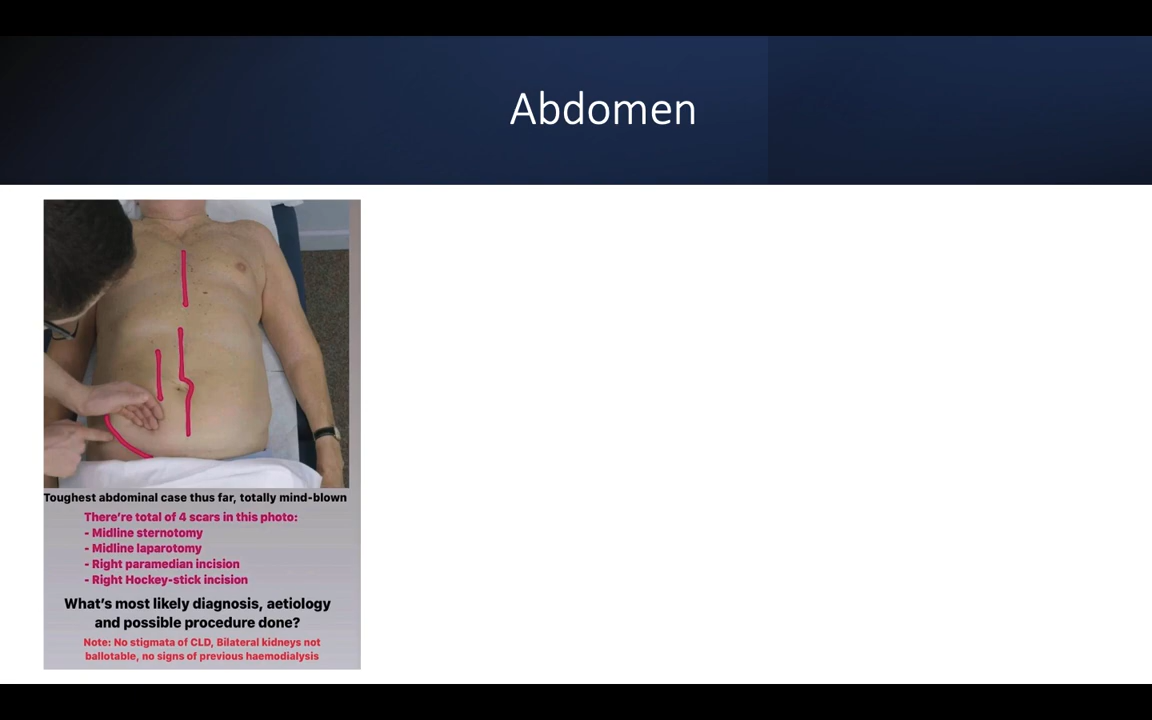 Abdomen
Toughest abdominal case thus far, totally mind-blown
There’re total of 4 scars in this photo:
- Midline sternotomy
- Midline laparotomy
- Right paramedian incision
- Right Hockey-stick incision
What’s most likely diagnosis, aetiology
and possible procedure done?
Note: No stigmata of CLD, Bilateral kidneys not
ballotable, no signs of previous haemodialysis